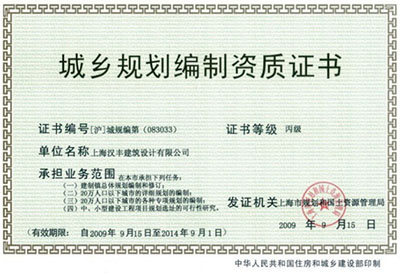 城乡规划编制资质证书
证书编号 [沪]城规编第(083033) 证书等级 丙级
单位名称 上海汉丰建筑设计有限公司
承担业务范围 在本市承担下列任务:
(一)建制镇总体规划编制和修订;
(二)20万人口以下城市的详细规划的编制;
(三)20万人口以下城市的各种专项规划的编制;
(四)中、小型建设工程项目规划选址的可行性研究。
发证机关 上海市规划和国土资源管理局
2009 年 9 月 15 日
(有效期限:自2009年9月15日至2014年9月1日)
中华人民共和国住房和城乡建设部印制